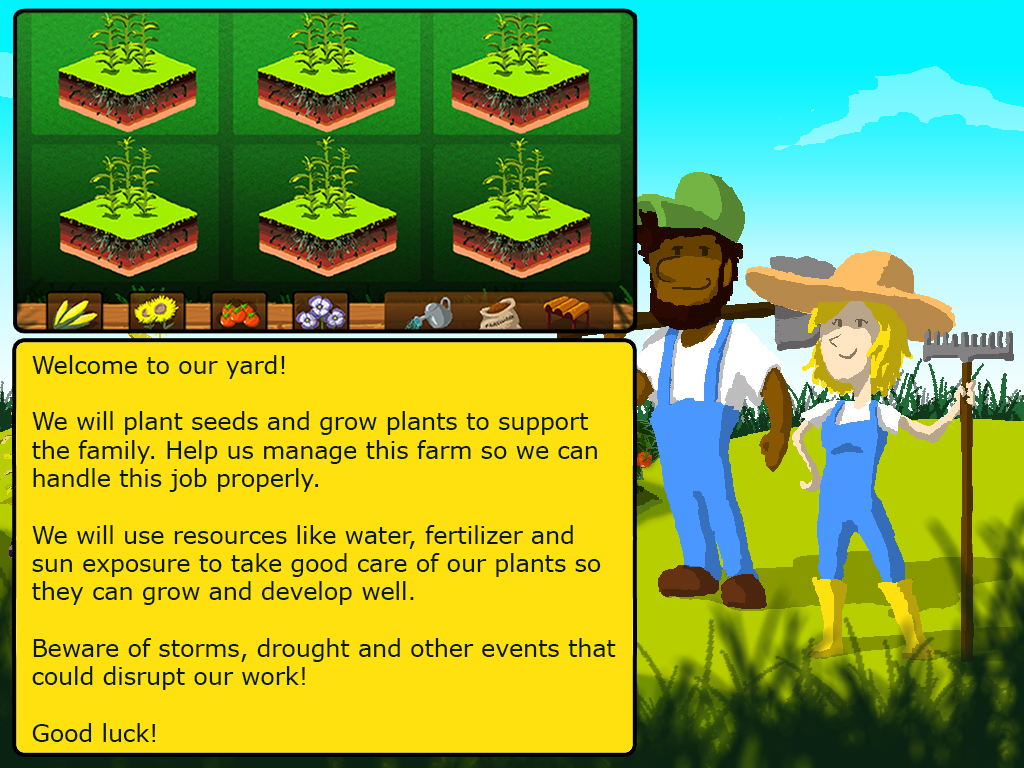 Welcome to our yard!
We will plant seeds and grow plants to support
the family. Help us manage this farm so we can
handle this job properly.
We will use resources like water, fertilizer and
sun exposure to take good care of our plants so
they can grow and develop well.
Beware of storms, drought and other events that
could disrupt our work!
Good luck!